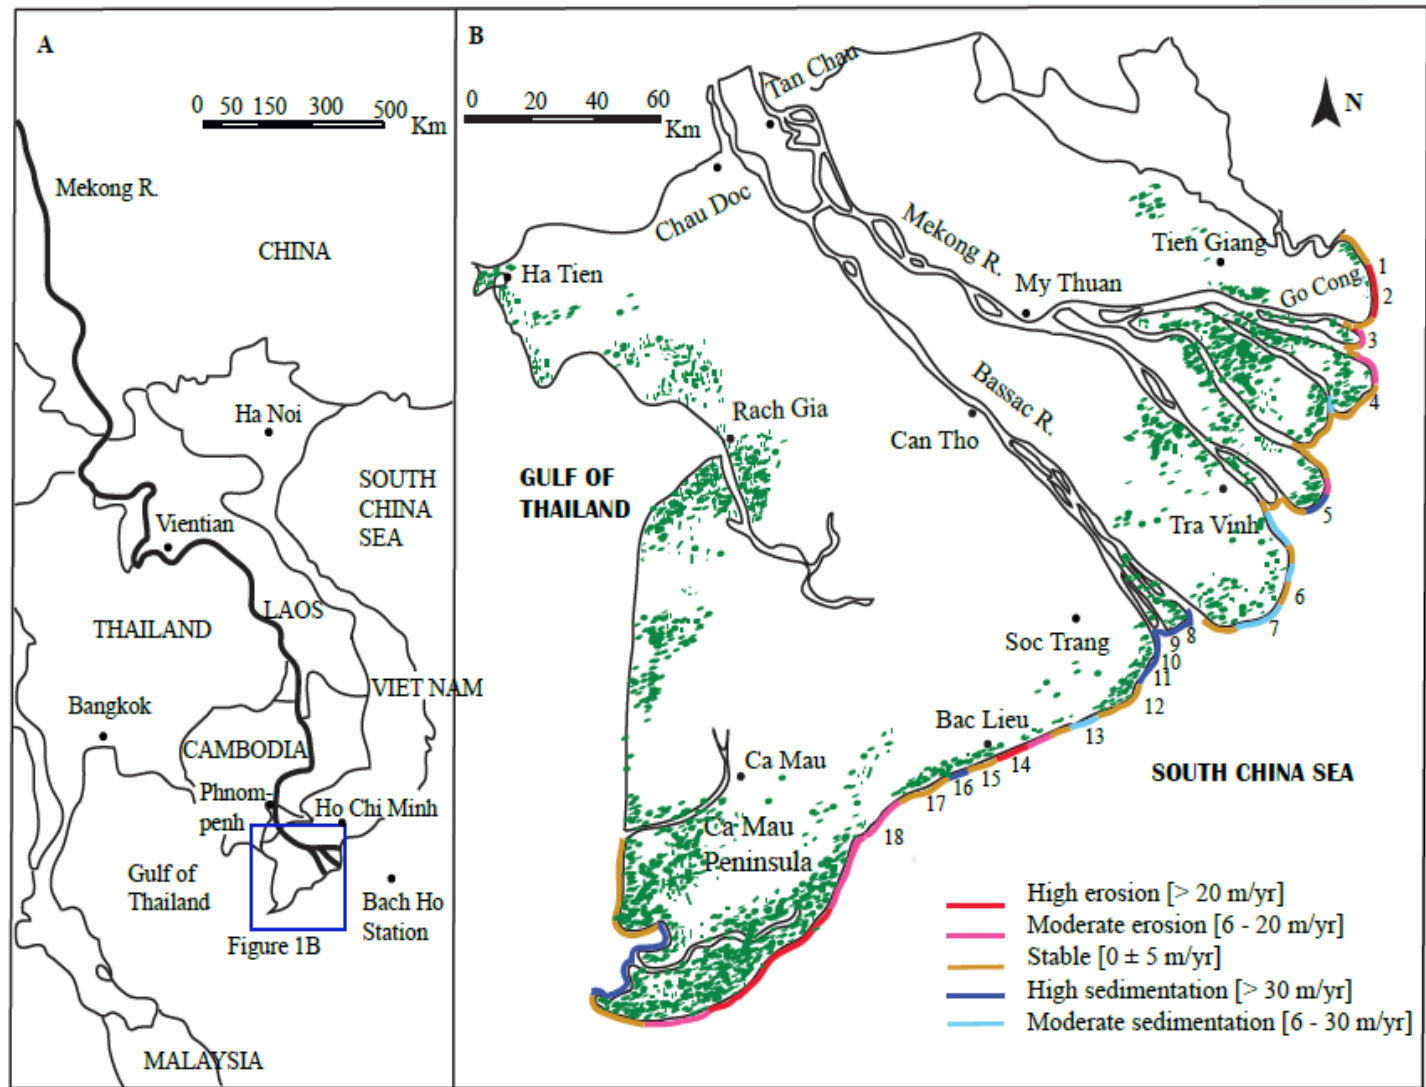 A
0 50 150 300 500
Km
Mekong R.
CHINA
Ha Noi
SOUTH
CHINA
SEA
Vientian
LAOS
THAILAND
VIET NAM
Bangkok
CAMBODIA
Phnom-
penh
Ho Chi Minh
Gulf of
Thailand
Bach Ho
Station
Figure 1B
MALAYSIA
B
0 20 40 60
Km
Tan Chau
N
Chau Doc
Mekong R.
Tien Giang
Ha Tien
My Thuan
Go Cong
1
2
3
4
Bassac R.
Rach Gia
Can Tho
GULF OF
THAILAND
Tra Vinh
5
6
7
8
9
10
11
12
13
14
15
16
17
18
Soc Trang
Bac Lieu
SOUTH CHINA SEA
Ca Mau
Ca Mau
Peninsula
High erosion [> 20 m/yr]
Moderate erosion [6 - 20 m/yr]
Stable [0 ± 5 m/yr]
High sedimentation [> 30 m/yr]
Moderate sedimentation [6 - 30 m/yr]